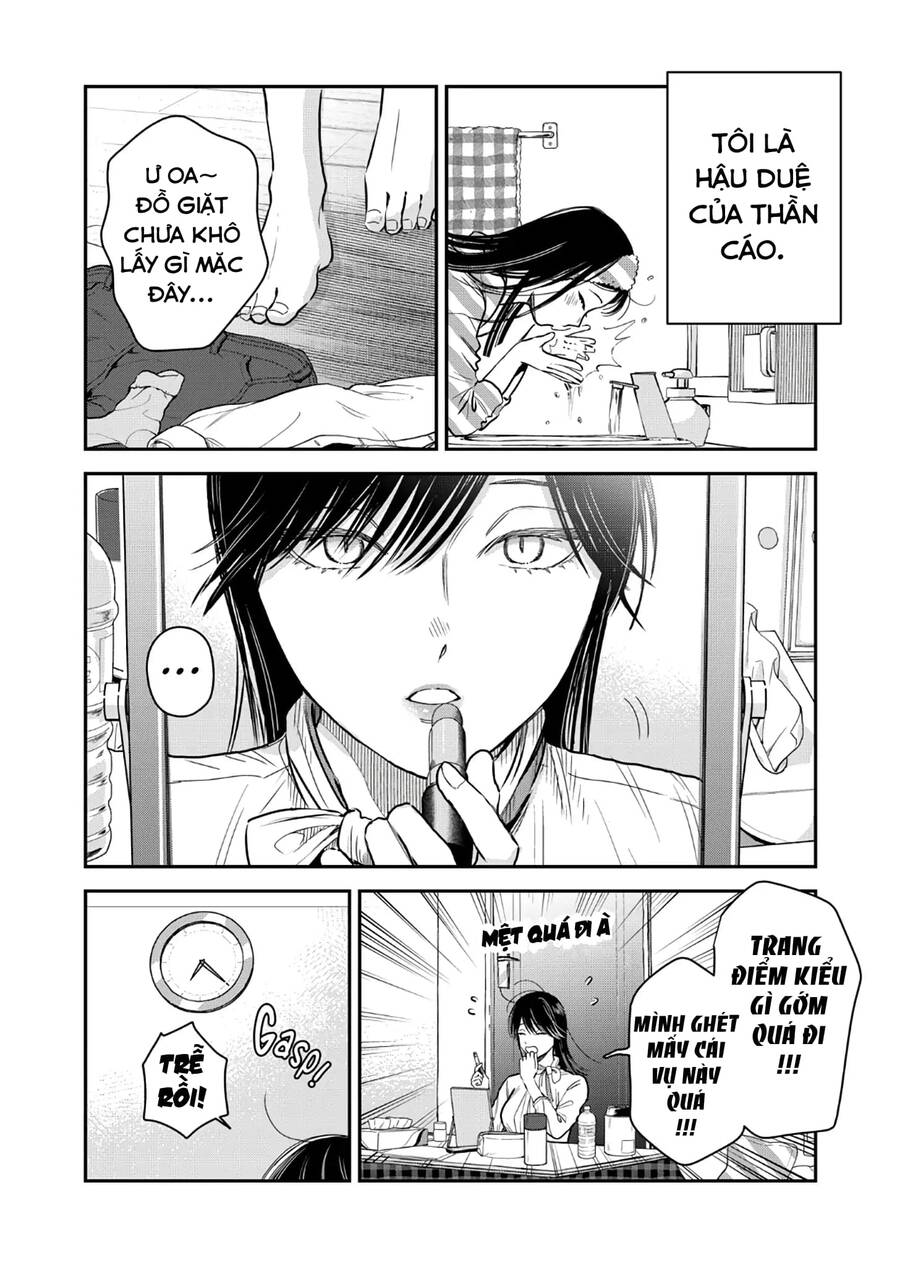 TÔI LÀ
HẬU DUỆ
CỦA THẦN
CÁO.
Ư OA~
ĐỒ GIẶT
CHƯA KHÔ
LẤY GÌ MẶC
ĐÂY...
...
TRANG
ĐIỂM KIỂU
GÌ GỚM
QUÁ ĐI
!!!
MỆT QUÁ ĐI À
MÌNH GHÉT
MẤY CÁI
VỤ NÀY
QUÁ
!!!
Gasp!
TRỄ
RỒI!